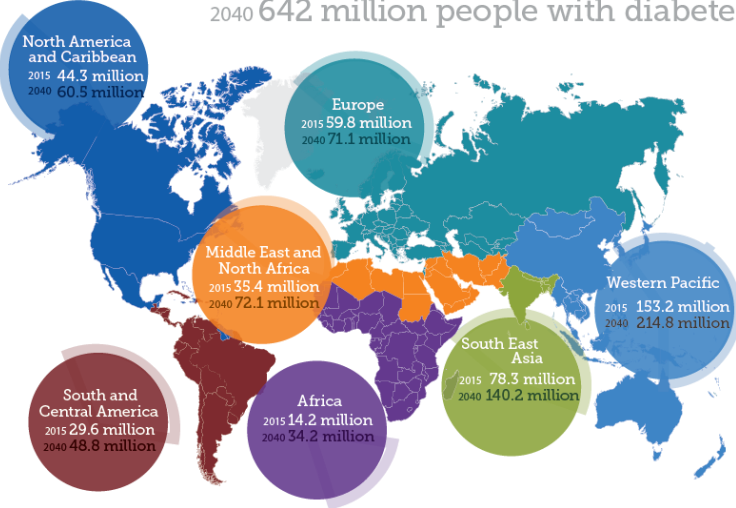 2040 642 million people with diabete
North America
and Caribbean
2015 44.3 million
2040 60.5 million
Europe
2015 59.8 million
2040 71.1 million
Middle East and
North Africa
2015 35.4 million
2040 72.1 million
Western Pacific
2015 153.2 million
2040 214.8 million
South East
Asia
2015 78.3 million
2040 140.2 million
South and
Central America
2015 29.6 million
2040 48.8 million
Africa
2015 14.2 million
2040 34.2 million